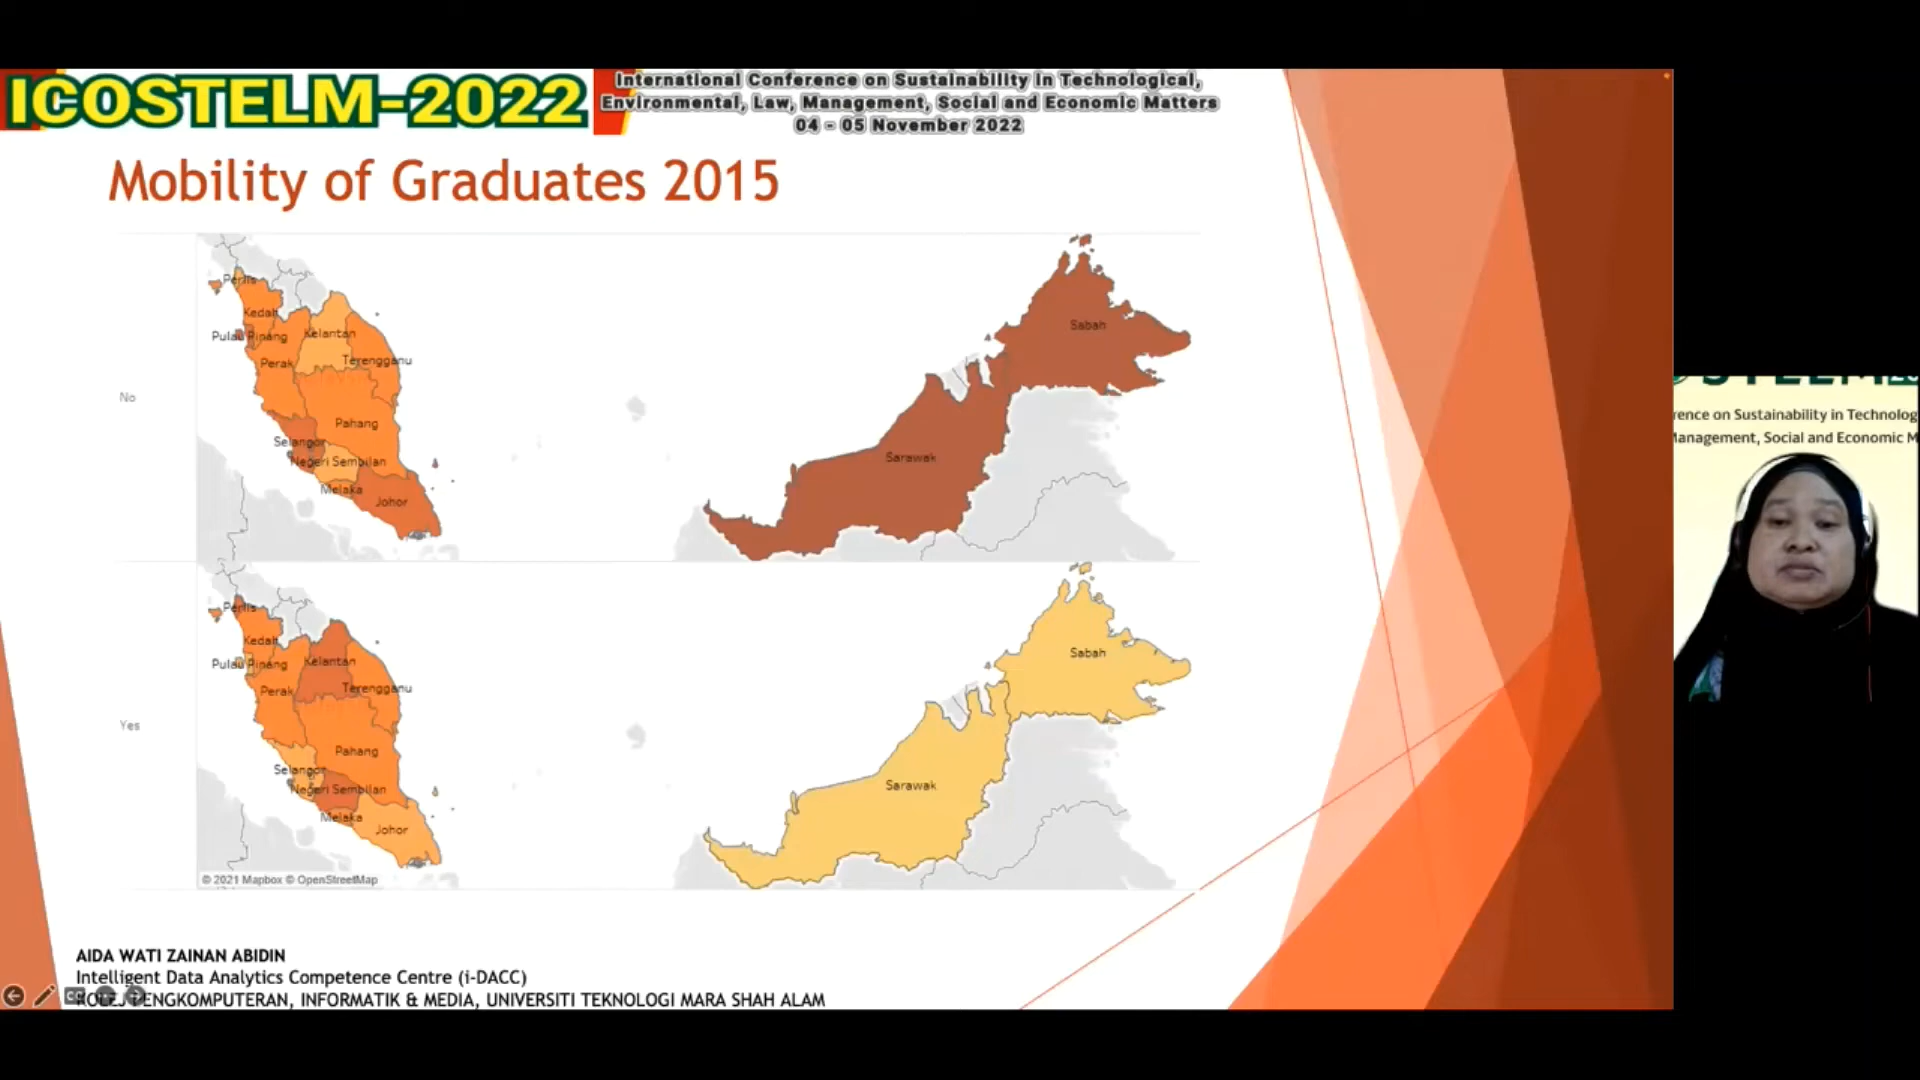 ICOSTELM-2022
International Conference on Sustainability in Technological,
Environmental, Law, Management, Social and Economic Matters
04 - 05 November 2022
Mobility of Graduates 2015
No
Perlis
Kedah
Pulau Pinang
Kelantan
Perak
Terengganu
Pahang
Selangor
Negeri Sembilan
Melaka
Johor
Sabah
Sarawak
Yes
Perlis
Kedah
Pulau Pinang
Kelantan
Perak
Terengganu
Pahang
Selangor
Negeri Sembilan
Melaka
Johor
Sabah
Sarawak
© 2021 Mapbox © OpenStreetMap
AIDA WATI ZAINAN ABIDIN
Intelligent Data Analytics Competence Centre (i-DACC)
ENGKOMPUTERAN, INFORMATIK & MEDIA, UNIVERSITI TEKNOLOGI MARA SHAH ALAM
rence on Sustainability in Technolog
Management, Social and Economic M